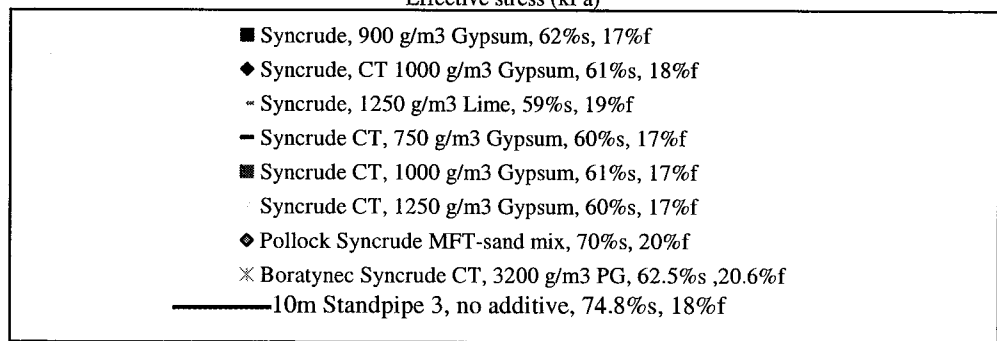 Effective stress (kPa)
Syncrude, 900 g/m3 Gypsum, 62%s, 17%f
Syncrude, CT 1000 g/m3 Gypsum, 61%s, 18%f
Syncrude, 1250 g/m3 Lime, 59%s, 19%f
Syncrude CT, 750 g/m3 Gypsum, 60%s, 17%f
Syncrude CT, 1000 g/m3 Gypsum, 61%s, 17%f
Syncrude CT, 1250 g/m3 Gypsum, 60%s, 17%f
Pollock Syncrude MFT-sand mix, 70%s, 20%f
Boratynec Syncrude CT, 3200 g/m3 PG, 62.5%s ,20.6%f
10m Standpipe 3, no additive, 74.8%s, 18%f